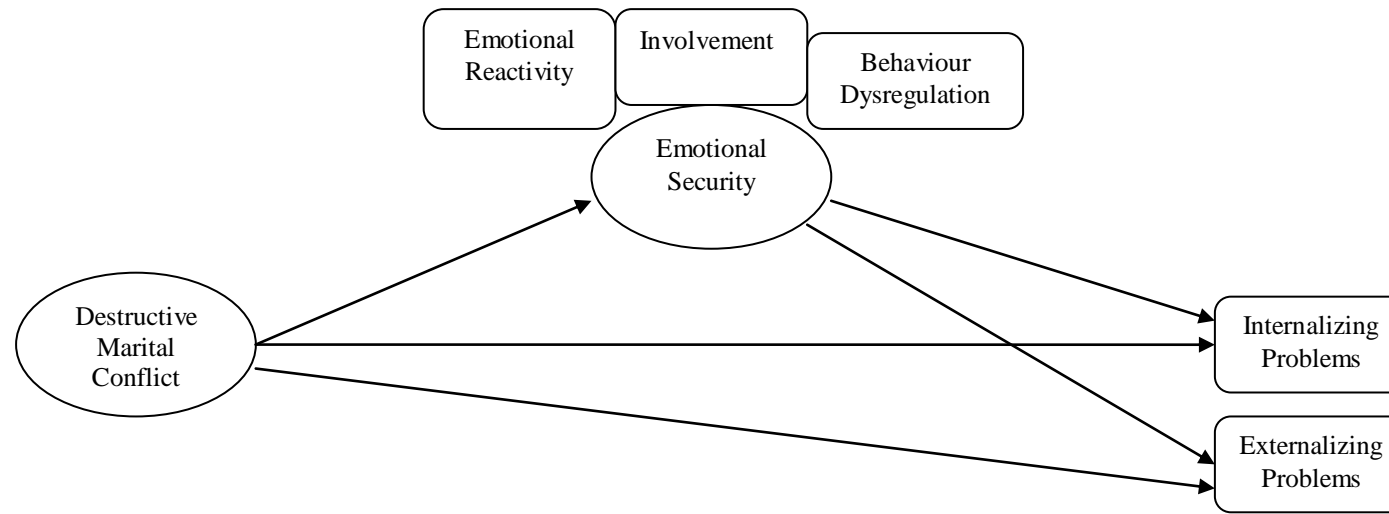 Emotional
Reactivity
Involvement
Behaviour
Dysregulation
Emotional
Security
Destructive
Marital
Conflict
Internalizing
Problems
Externalizing
Problems